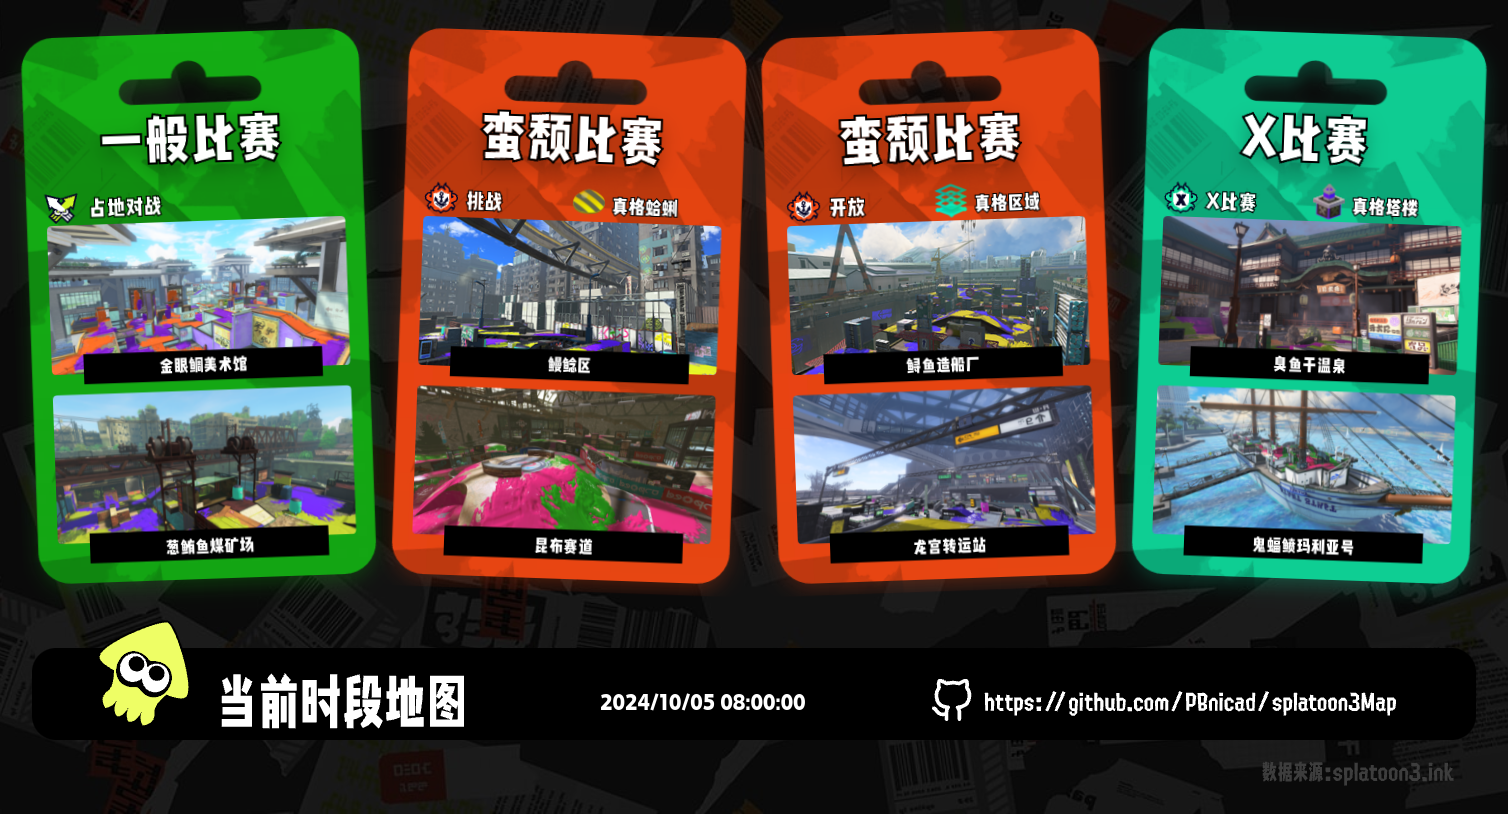 一般比赛
占地对战
金眼鲷美术馆
葱鲔鱼煤矿场
蛮颓比赛
挑战
真格蛤蜊
鳗鲶区
昆布赛道
蛮颓比赛
开放
真格区域
鲟鱼造船厂
龙宫转运站
X比赛
X比赛
真格塔楼
臭鱼干温泉
鬼蝠鲼玛利亚号
当前时段地图
2024/10/05 08:00:00
https://github.com/PBnicad/splatoon3Map
数据来源:splatoon3.ink